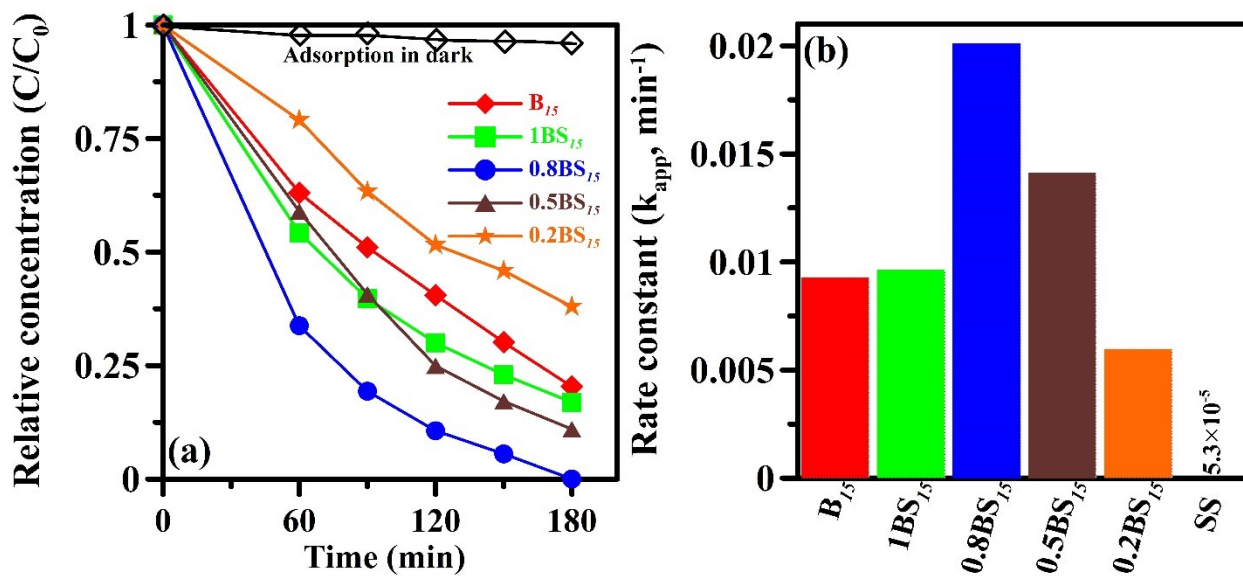 Relative concentration (C/C₀)
1
0.75
0.5
0.25
0
Adsorption in dark
B₁₅
1BS₁₅
0.8BS₁₅
0.5BS₁₅
0.2BS₁₅
(a)
0 60 120 180
Time (min)
Rate constant (kₐₚₚ, min⁻¹)
(b)
0.02
0.015
0.01
0.005
0
5.3×10⁻⁵
B₁₅ 1BS₁₅ 0.8BS₁₅ 0.5BS₁₅ 0.2BS₁₅ SS